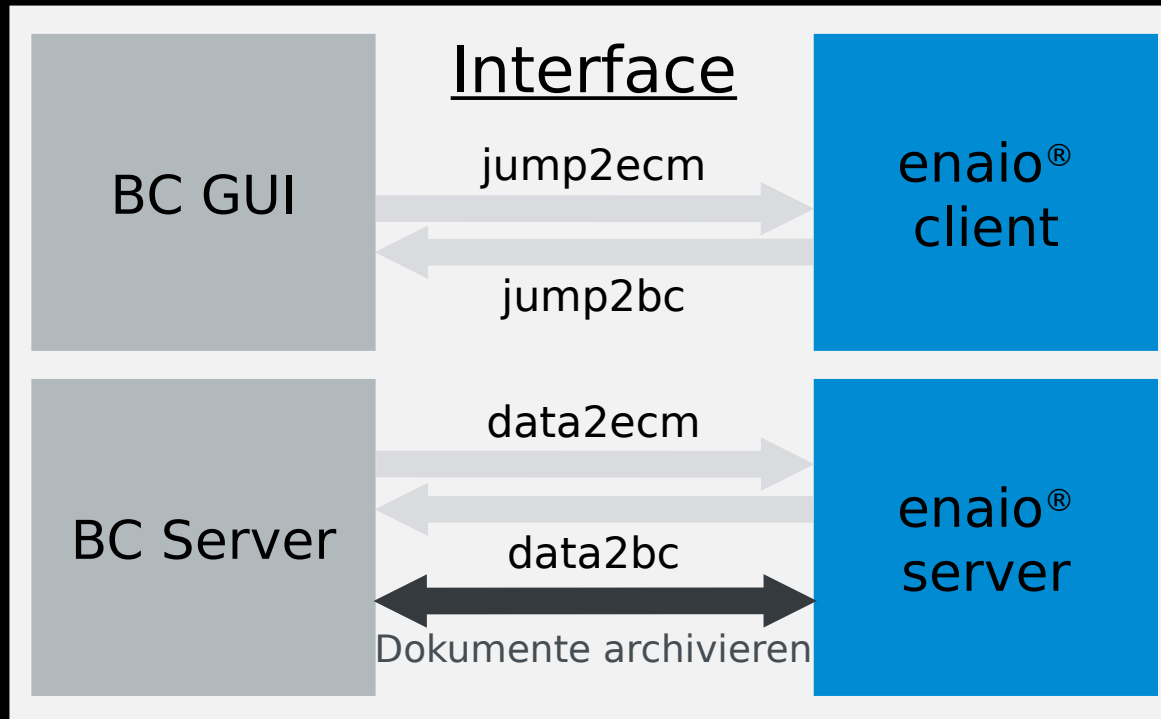 Interface
BC GUI
jump2ecm
jump2bc
enaio®
client
BC Server
data2ecm
data2bc
Dokumente archivieren
enaio®
server